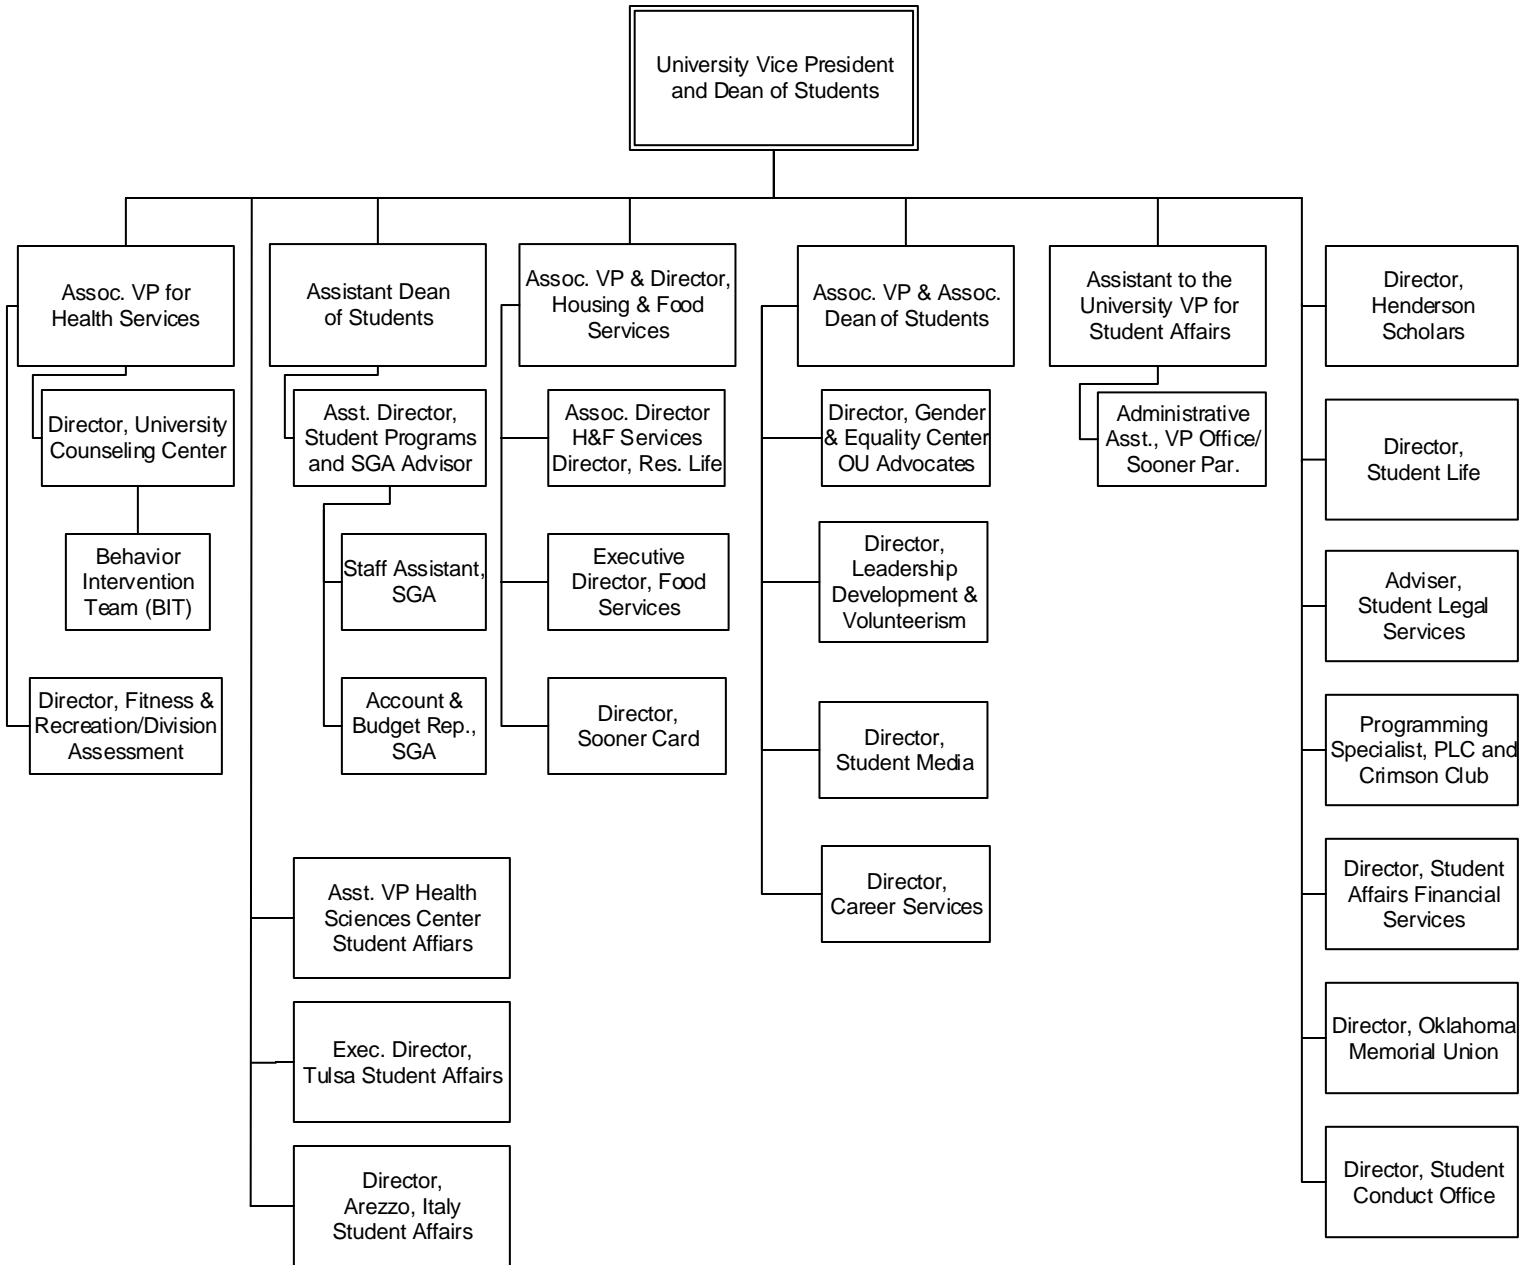 University Vice President
and Dean of Students
Assoc. VP for
Health Services
Director, University
Counseling Center
Behavior
Intervention
Team (BIT)
Director, Fitness &
Recreation/Division
Assessment
Assistant Dean
of Students
Asst. Director,
Student Programs
and SGA Advisor
Staff Assistant,
SGA
Account &
Budget Rep.,
SGA
Assoc. VP & Director,
Housing & Food
Services
Assoc. Director
H&F Services
Director, Res. Life
Executive
Director, Food
Services
Director,
Sooner Card
Assoc. VP & Assoc.
Dean of Students
Director, Gender
& Equality Center
OU Advocates
Director,
Leadership
Development &
Volunteerism
Director,
Student Media
Director,
Career Services
Assistant to the
University VP for
Student Affairs
Administrative
Asst., VP Office/
Sooner Par.
Director,
Henderson
Scholars
Director,
Student Life
Adviser,
Student Legal
Services
Programming
Specialist, PLC and
Crimson Club
Director, Student
Affairs Financial
Services
Director, Oklahoma
Memorial Union
Director, Student
Conduct Office
Asst. VP Health
Sciences Center
Student Affiars
Exec. Director,
Tulsa Student Affairs
Director,
Arezzo, Italy
Student Affairs